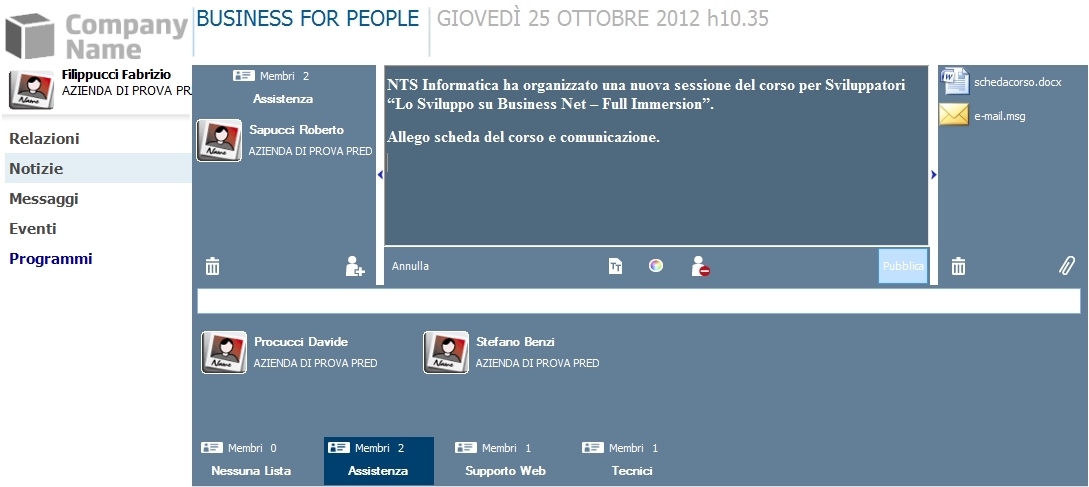 Company
Name
BUSINESS FOR PEOPLE
GIOVEDÌ 25 OTTOBRE 2012 h10.35
Filippucci Fabrizio
AZIENDA DI PROVA PR
Relazioni
Notizie
Messaggi
Eventi
Programmi
Membri 2
Assistenza
Name
Sapucci Roberto
AZIENDA DI PROVA PRED
NTS Informatica ha organizzato una nuova sessione del corso per Sviluppatori
“Lo Sviluppo su Business Net – Full Immersion”.
Allego scheda del corso e comunicazione.
schedacorso.docx
e-mail.msg
Annulla
TT
Pubblica
Name
Procucci Davide
AZIENDA DI PROVA PRED
Name
Stefano Benzi
AZIENDA DI PROVA PRED
Membri 0
Nessuna Lista
Membri 2
Assistenza
Membri 1
Supporto Web
Membri 1
Tecnici